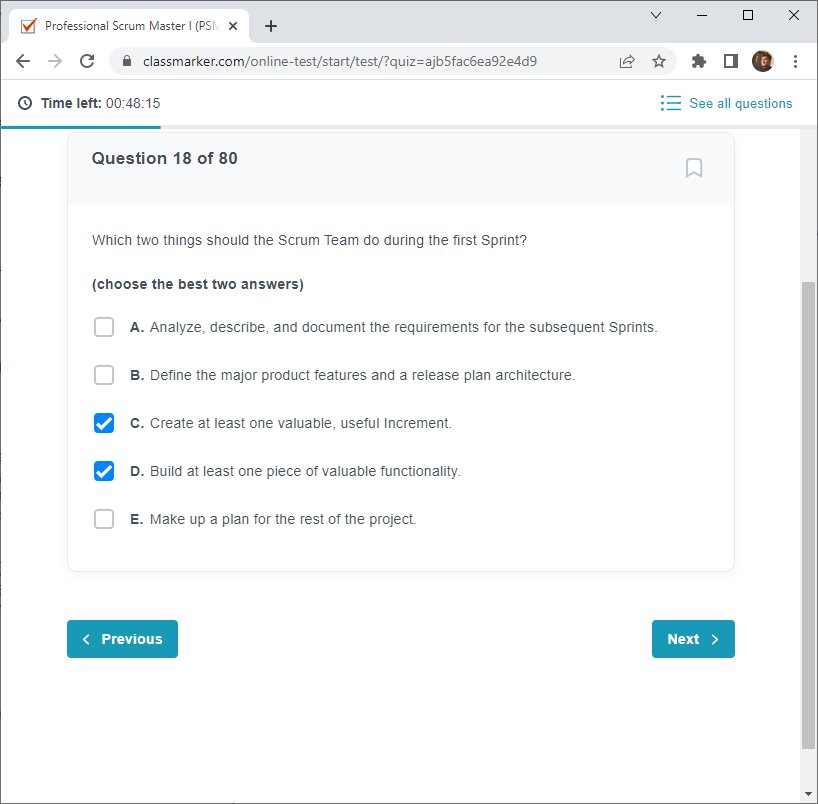 Professional Scrum Master I (PSM
classmarker.com/online-test/start/test/?quiz=ajb5fac6ea92e4d9
Time left: 00:48:15
See all questions
Question 18 of 80
Which two things should the Scrum Team do during the first Sprint?
(choose the best two answers)
A. Analyze, describe, and document the requirements for the subsequent Sprints.
B. Define the major product features and a release plan architecture.
C. Create at least one valuable, useful Increment.
D. Build at least one piece of valuable functionality.
E. Make up a plan for the rest of the project.
Previous
Next